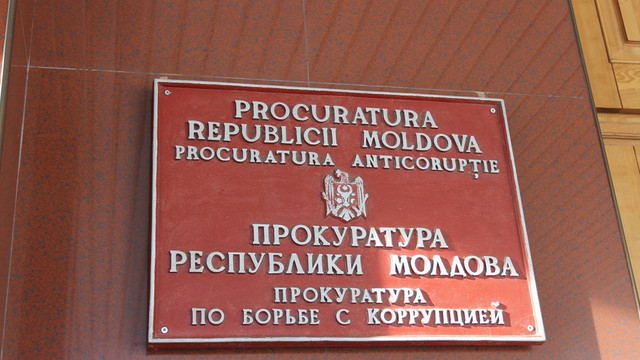 PROCURATURA
REPUBLICII MOLDOVA
PROCURATURA ANTICORUPȚIE
ПРОКУРАТУРА
РЕСПУБЛИКИ МОЛДОВА
ПРОКУРАТУРА
ПО БОРЬБЕ С КОРРУПЦИЕЙ